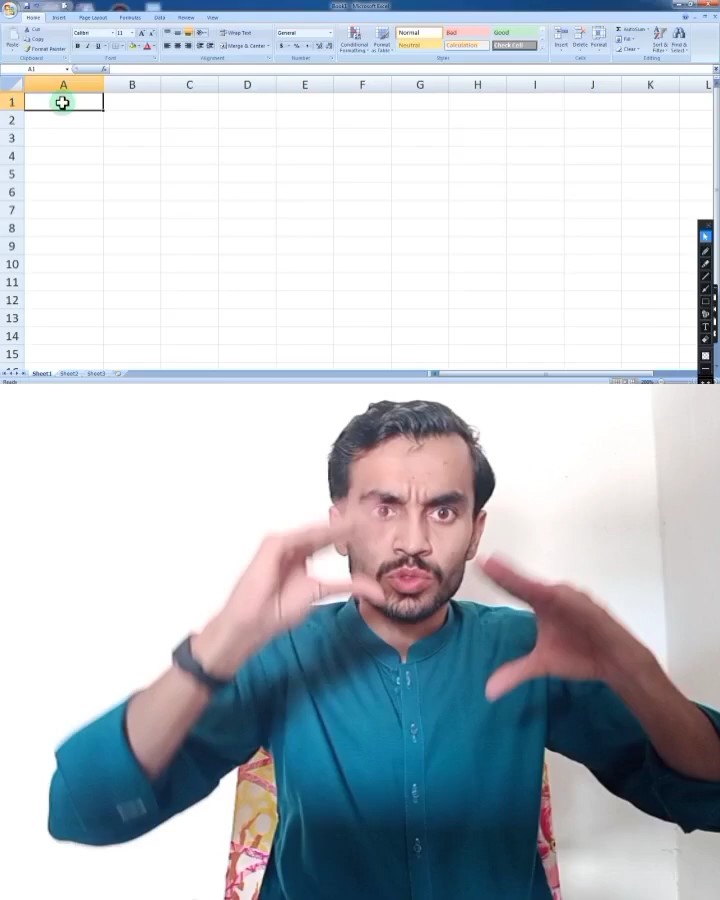 Book1 - Microsoft Excel
Home Insert Page Layout Formulas Data Review View
Paste
Cut
Copy
Format Painter
Clipboard
Calibri 11
B I U
Font
Wrap Text
Merge & Center
Alignment
General
$ % ,
Number
Conditional Formatting
Format as Table
Normal Bad Good
Neutral Calculation Check Cell
Styles
Insert Delete Format
Cells
Σ AutoSum
Fill
Clear
Sort & Filter
Find & Select
Editing
A1 fx
A B C D E F G H I J K L
1
2
3
4
5
6
7
8
9
10
11
12
13
14
15
Sheet1 Sheet2 Sheet3
Ready 200%
T